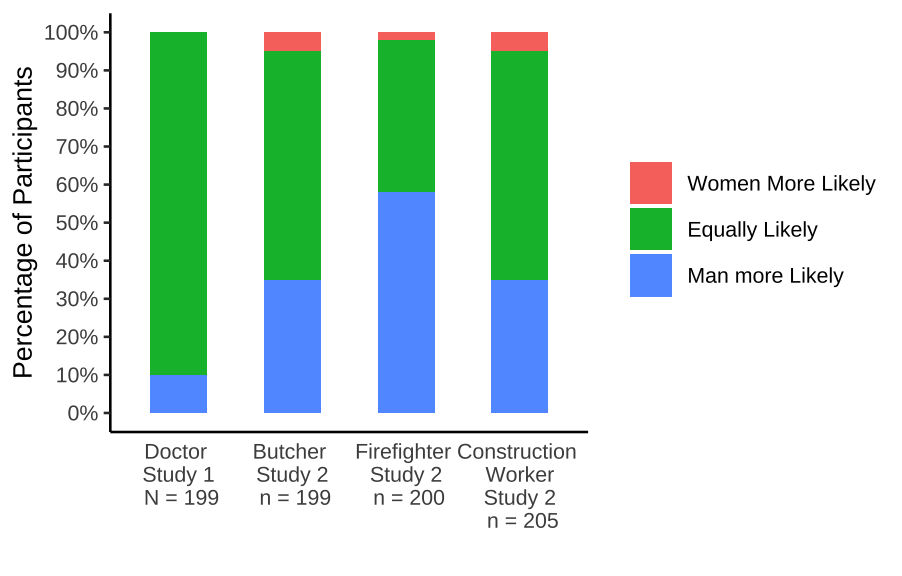 Percentage of Participants
100%
90%
80%
70%
60%
50%
40%
30%
20%
10%
0%
Doctor
Study 1
N = 199
Butcher
Study 2
n = 199
Firefighter
Study 2
n = 200
Construction
Worker
Study 2
n = 205
Women More Likely
Equally Likely
Man more Likely